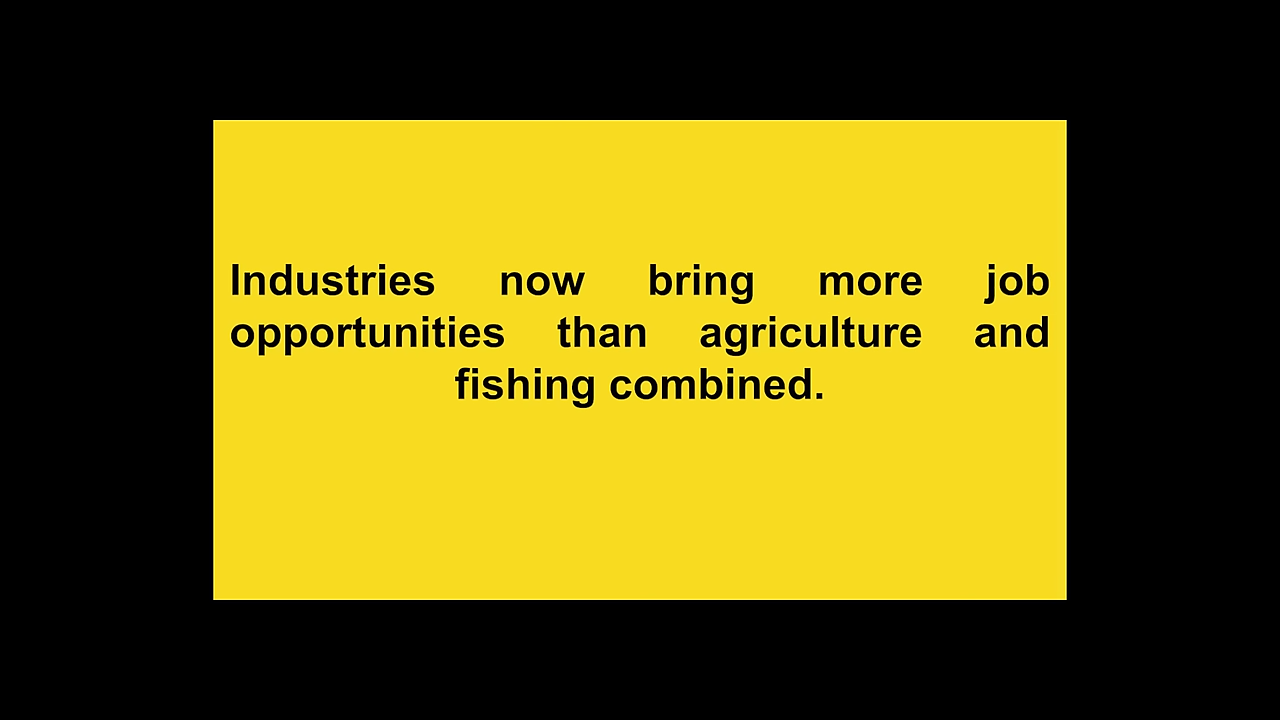 Industries now bring more job
opportunities than agriculture and
fishing combined.